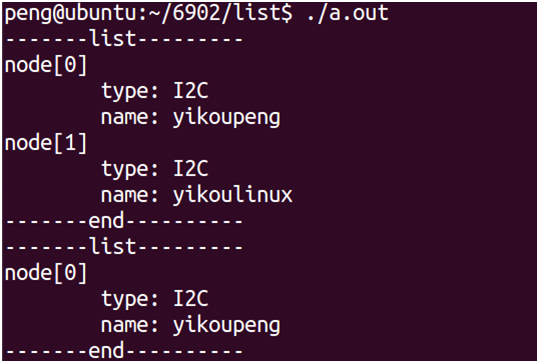 peng@ubuntu:~/6902/list$ ./a.out
-------list---------
node[0]
        type: I2C
        name: yikoupeng
node[1]
        type: I2C
        name: yikoulinux
-------end----------
-------list---------
node[0]
        type: I2C
        name: yikoupeng
-------end----------